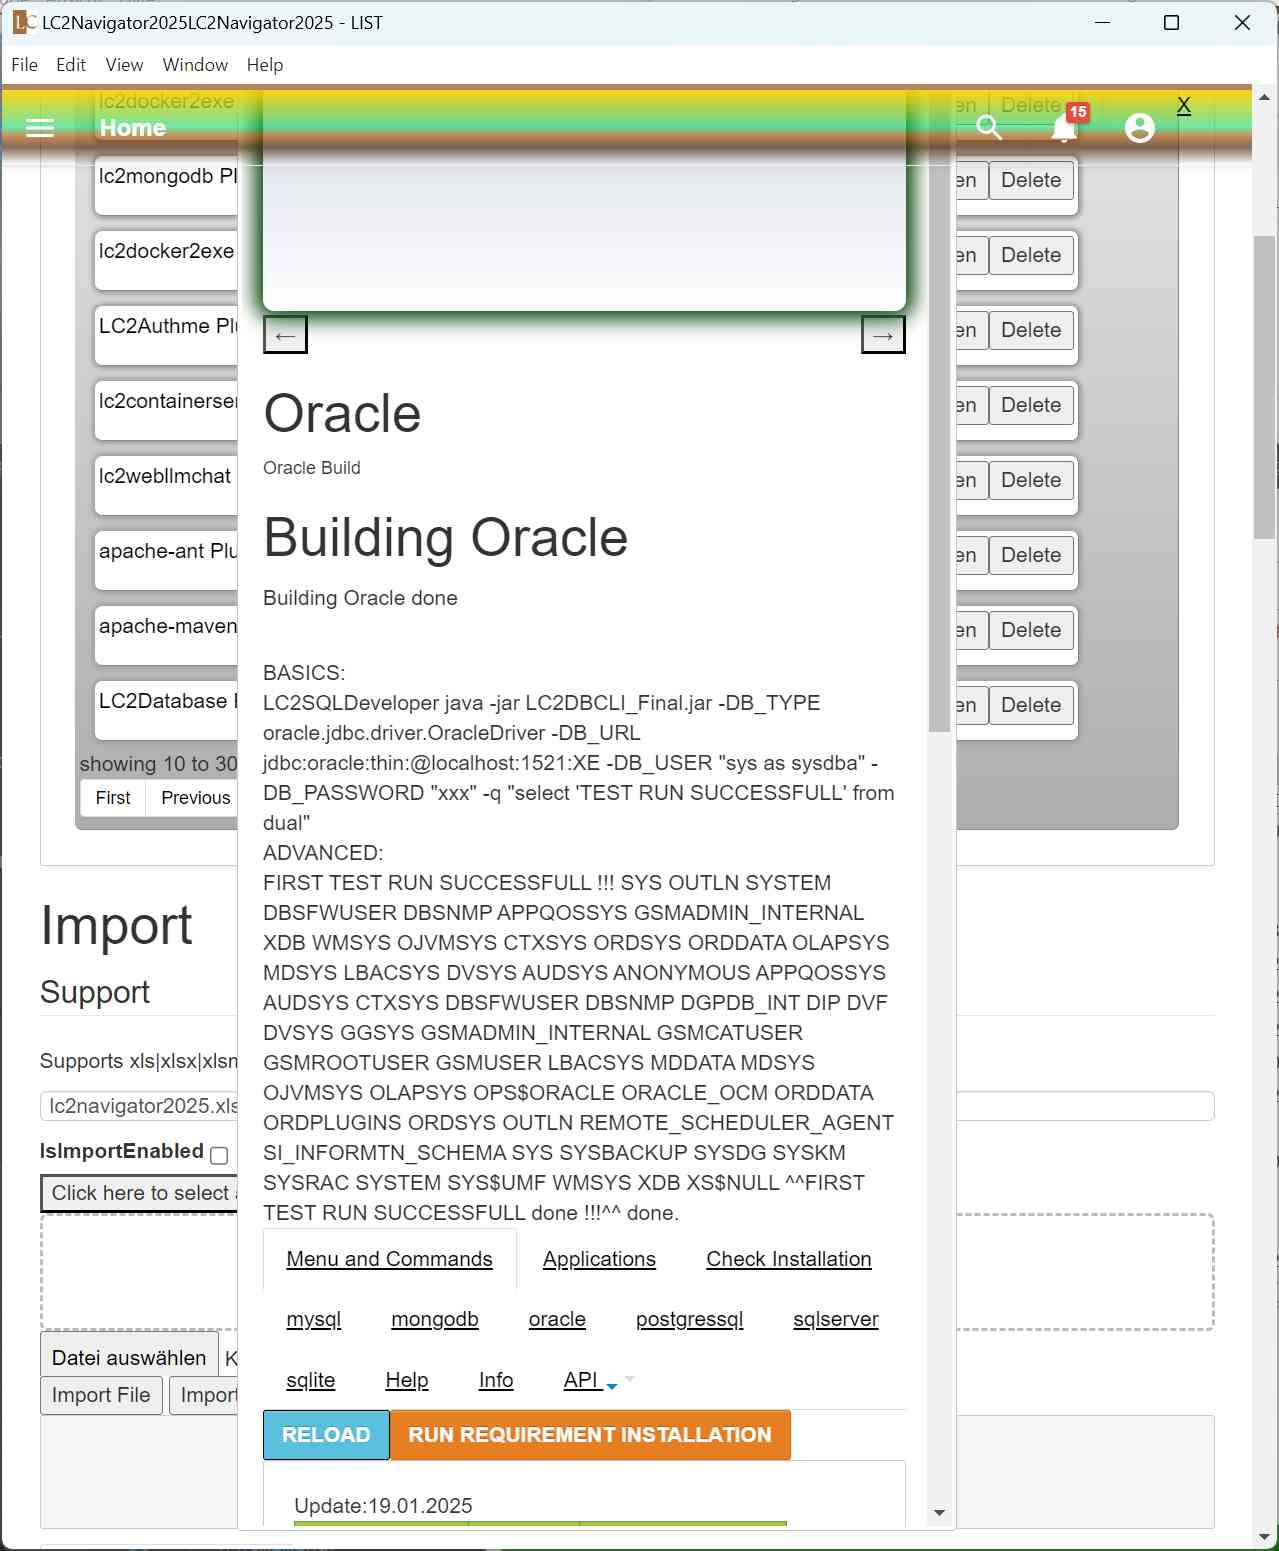 LC2Navigator2025LC2Navigator2025 - LIST
File Edit View Window Help
lc2docker2exe en Delete
Home 15 X
lc2mongodb Pl en Delete
lc2docker2exe en Delete
LC2Authme Plu en Delete
lc2containerser en Delete
lc2webllmchat en Delete
apache-ant Plu en Delete
apache-maven en Delete
LC2Database en Delete
showing 10 to 30
First Previous
← →
Oracle
Oracle Build
Building Oracle
Building Oracle done
BASICS:
LC2SQLDeveloper java -jar LC2DBCLI_Final.jar -DB_TYPE
oracle.jdbc.driver.OracleDriver -DB_URL
jdbc:oracle:thin:@localhost:1521:XE -DB_USER "sys as sysdba" -
DB_PASSWORD "xxx" -q "select 'TEST RUN SUCCESSFULL' from
dual"
ADVANCED:
FIRST TEST RUN SUCCESSFULL !!! SYS OUTLN SYSTEM
DBSFWUSER DBSNMP APPQOSSYS GSMADMIN_INTERNAL
XDB WMSYS OJVMSYS CTXSYS ORDSYS ORDDATA OLAPSYS
MDSYS LBACSYS DVSYS AUDSYS ANONYMOUS APPQOSSYS
AUDSYS CTXSYS DBSFWUSER DBSNMP DGPDB_INT DIP DVF
DVSYS GGSYS GSMADMIN_INTERNAL GSMCATUSER
GSMROOTUSER GSMUSER LBACSYS MDDATA MDSYS
OJVMSYS OLAPSYS OPS$ORACLE ORACLE_OCM ORDDATA
ORDPLUGINS ORDSYS OUTLN REMOTE_SCHEDULER_AGENT
SI_INFORMTN_SCHEMA SYS SYSBACKUP SYSDG SYSKM
SYSRAC SYSTEM SYS$UMF WMSYS XDB XS$NULL ^^FIRST
TEST RUN SUCCESSFULL done !!!^^ done.
Menu and Commands Applications Check Installation
mysql mongodb oracle postgressql sqlserver
sqlite Help Info API
RELOAD RUN REQUIREMENT INSTALLATION
Update:19.01.2025
Import
Support
Supports xls|xlsx|xlsn
lc2navigator2025.xls
IsImportEnabled
Click here to select
Datei auswählen K
Import File Import